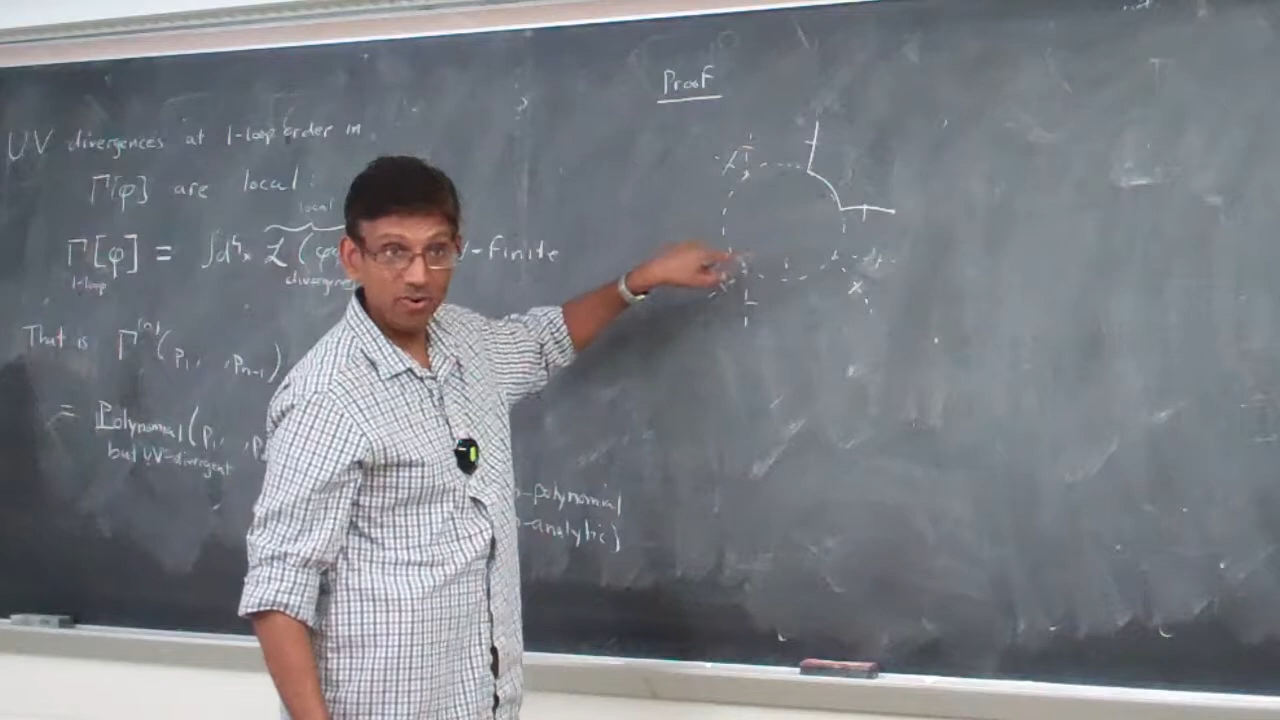 UV divergences at 1-loop order in
Γ[φ] are local:
local
Γ[φ] = ∫d⁴x ℒ (φ -finite
1-loop divergen
That is Γ⁽ⁿ⁾(p₁, ,pₙ₋₁)
= Polynomial(p₁, ,p
but UV-divergent
-polynomial
-analytic)
Proof